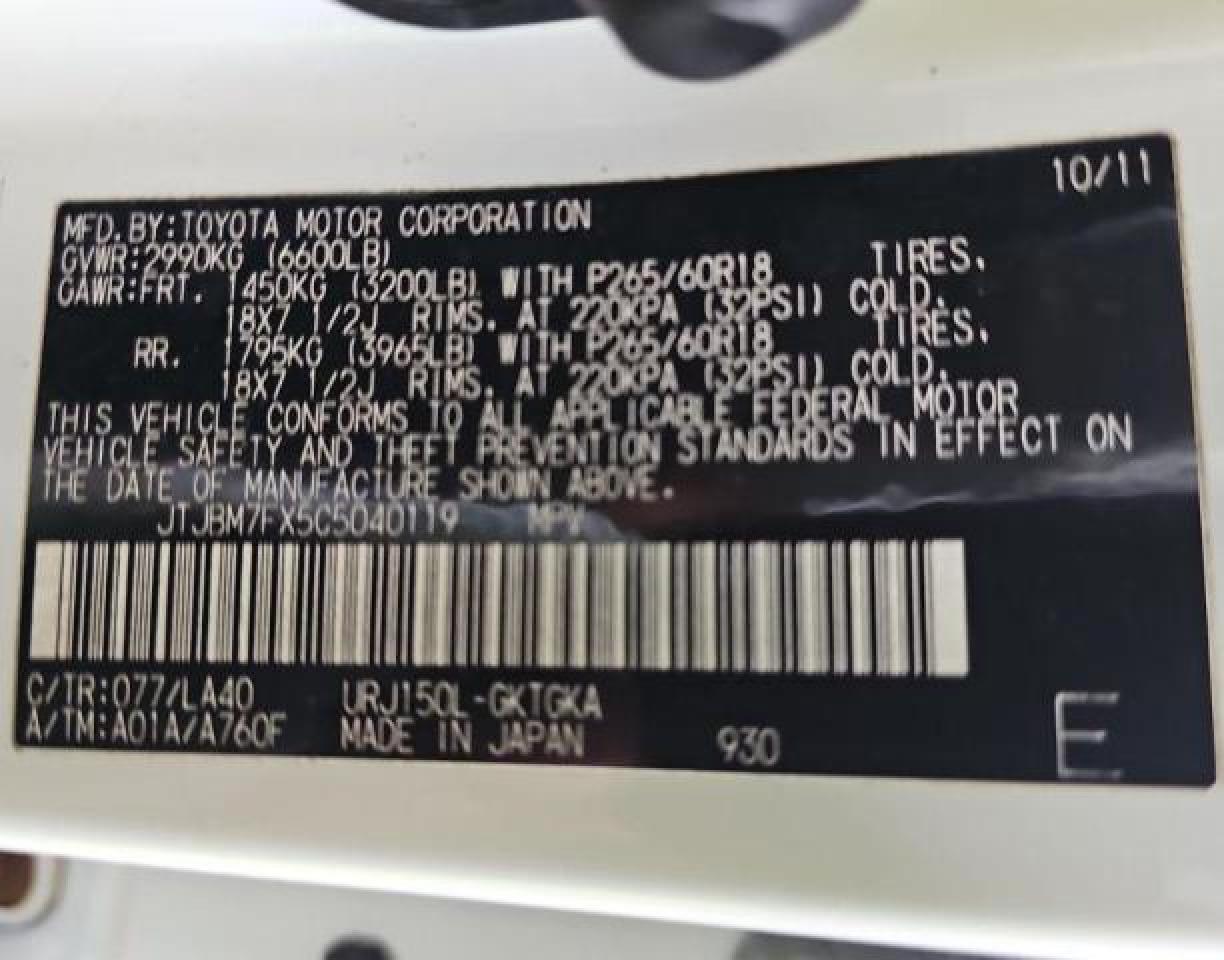 10/11
MFD.BY:TOYOTA MOTOR CORPORATION
GVWR:2990KG (6600LB)
GAWR:FRT. 1450KG (3200LB) WITH P265/60R18 TIRES,
18X7 1/2J RIMS, AT 220KPA (32PSI) COLD.
RR. 1795KG (3965LB) WITH P265/60R18 TIRES,
18X7 1/2J RIMS, AT 220KPA (32PSI) COLD.
THIS VEHICLE CONFORMS TO ALL APPLICABLE FEDERAL MOTOR
VEHICLE SAFETY AND THEFT PREVENTION STANDARDS IN EFFECT ON
THE DATE OF MANUFACTURE SHOWN ABOVE.
JTJBM7FX5C5040119 MPV
C/TR:077/LA40 URJ150L-GKTGKA
A/TM:A01A/A760F MADE IN JAPAN 930 E